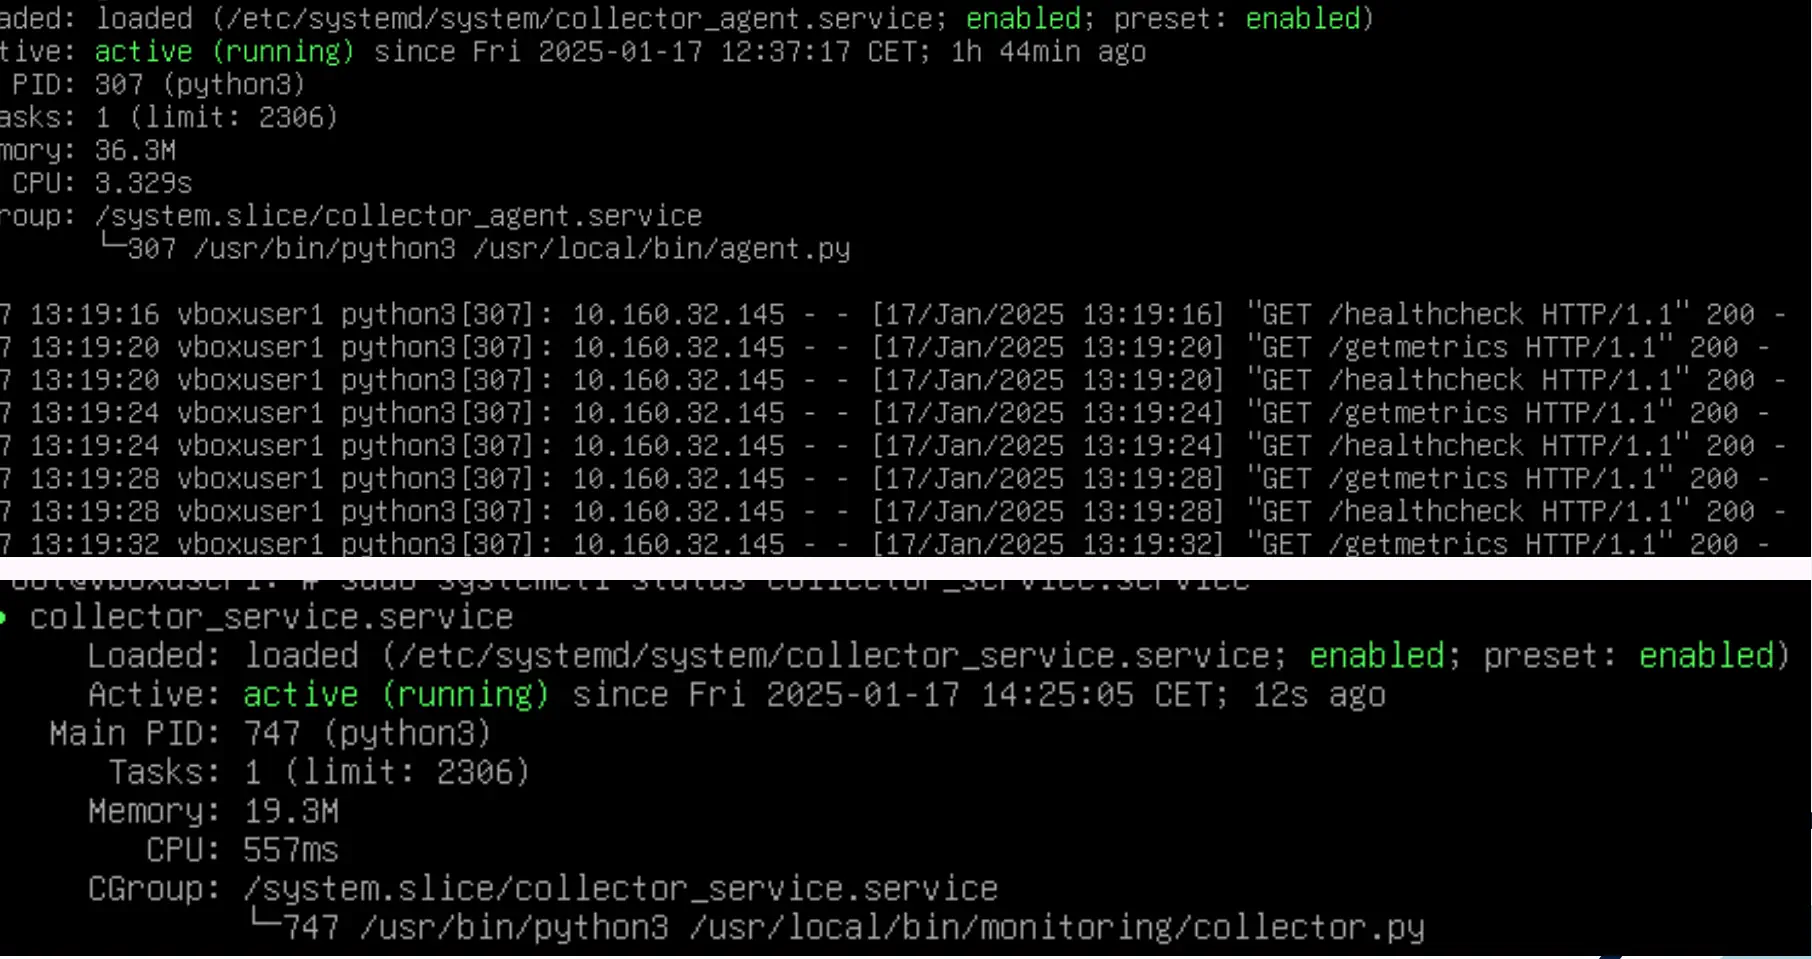 aded: loaded (/etc/systemd/system/collector_agent.service; enabled; preset: enabled)
tive: active (running) since Fri 2025-01-17 12:37:17 CET; 1h 44min ago
PID: 307 (python3)
asks: 1 (limit: 2306)
mory: 36.3M
CPU: 3.329s
roup: /system.slice/collector_agent.service
└─307 /usr/bin/python3 /usr/local/bin/agent.py
7 13:19:16 vboxuser1 python3[307]: 10.160.32.145 - - [17/Jan/2025 13:19:16] "GET /healthcheck HTTP/1.1" 200 -
7 13:19:20 vboxuser1 python3[307]: 10.160.32.145 - - [17/Jan/2025 13:19:20] "GET /getmetrics HTTP/1.1" 200 -
7 13:19:20 vboxuser1 python3[307]: 10.160.32.145 - - [17/Jan/2025 13:19:20] "GET /healthcheck HTTP/1.1" 200 -
7 13:19:24 vboxuser1 python3[307]: 10.160.32.145 - - [17/Jan/2025 13:19:24] "GET /getmetrics HTTP/1.1" 200 -
7 13:19:24 vboxuser1 python3[307]: 10.160.32.145 - - [17/Jan/2025 13:19:24] "GET /healthcheck HTTP/1.1" 200 -
7 13:19:28 vboxuser1 python3[307]: 10.160.32.145 - - [17/Jan/2025 13:19:28] "GET /getmetrics HTTP/1.1" 200 -
7 13:19:28 vboxuser1 python3[307]: 10.160.32.145 - - [17/Jan/2025 13:19:28] "GET /healthcheck HTTP/1.1" 200 -
7 13:19:32 vboxuser1 python3[307]: 10.160.32.145 - - [17/Jan/2025 13:19:32] "GET /getmetrics HTTP/1.1" 200 -
oot@vboxuser1:~# sudo systemctl status collector_service.service
● collector_service.service
Loaded: loaded (/etc/systemd/system/collector_service.service; enabled; preset: enabled)
Active: active (running) since Fri 2025-01-17 14:25:05 CET; 12s ago
Main PID: 747 (python3)
Tasks: 1 (limit: 2306)
Memory: 19.3M
CPU: 557ms
CGroup: /system.slice/collector_service.service
└─747 /usr/bin/python3 /usr/local/bin/monitoring/collector.py